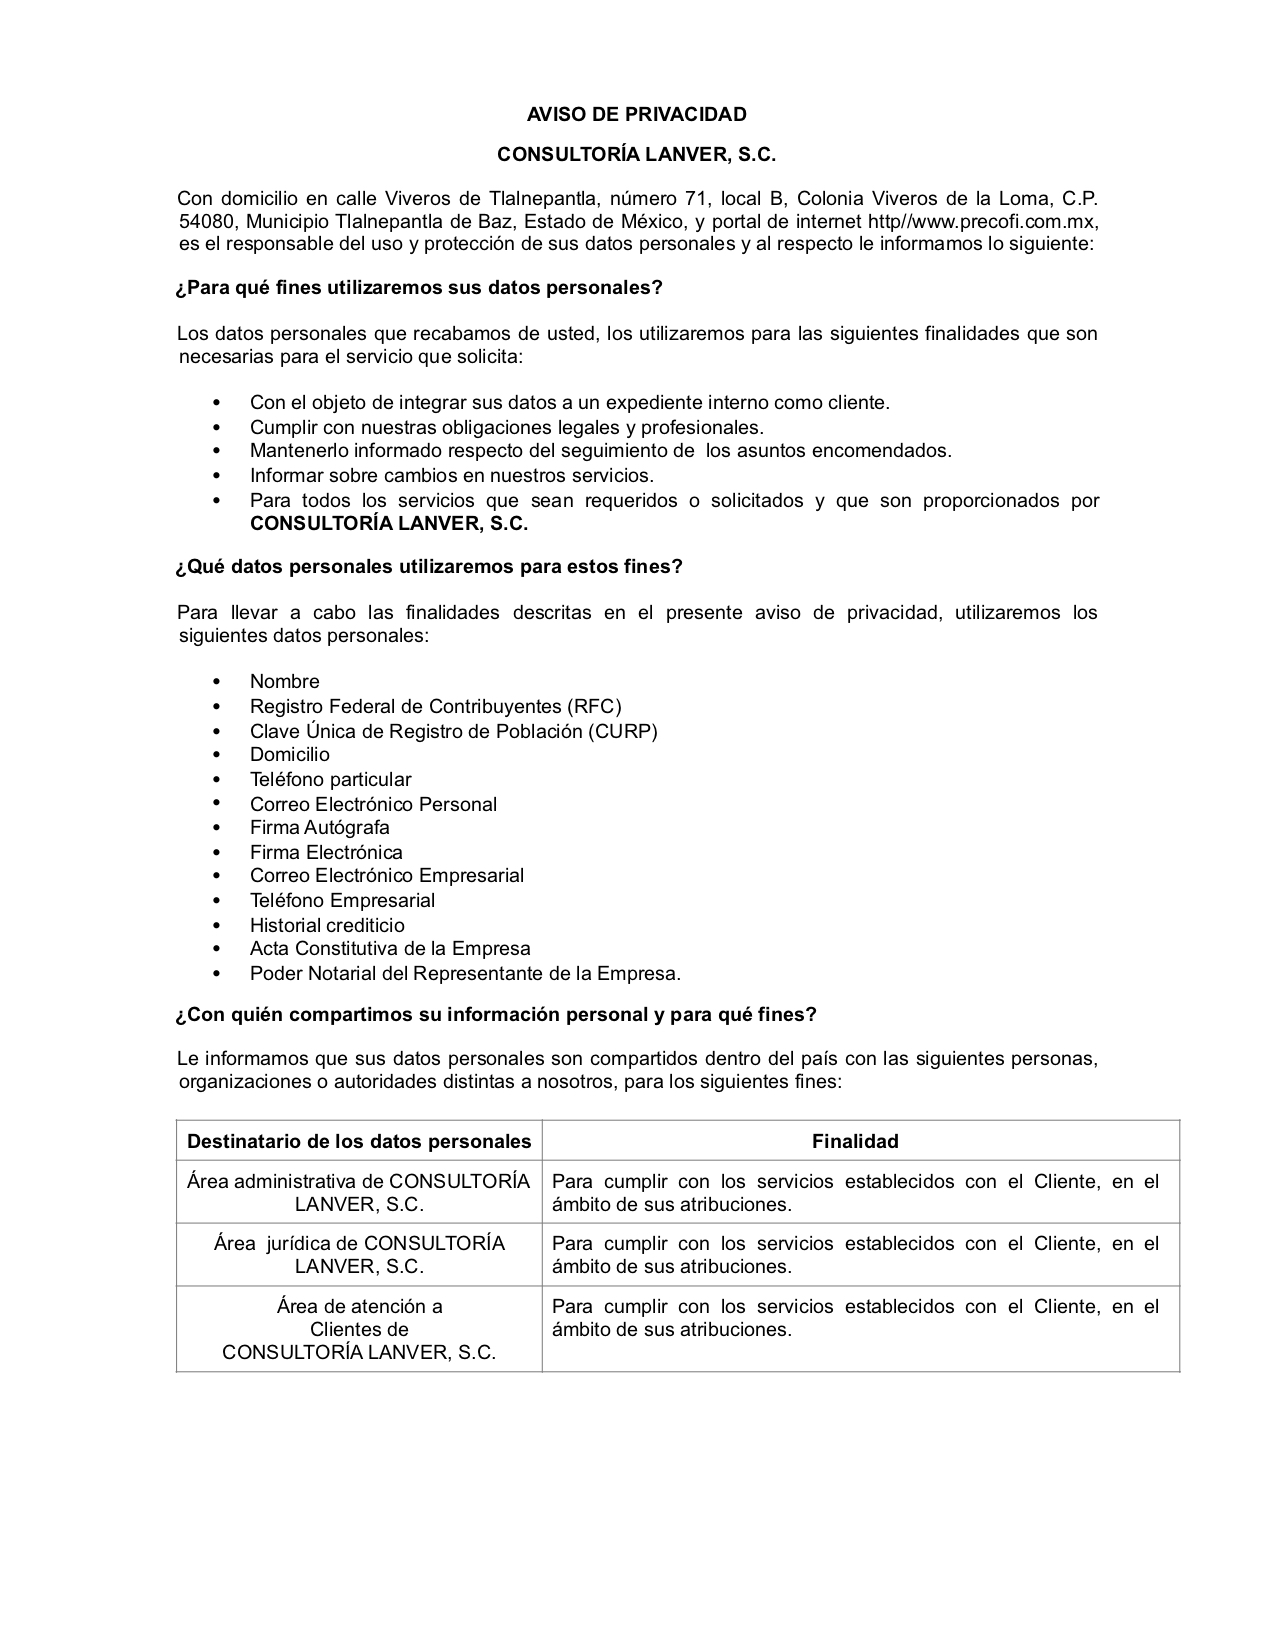 AVISO DE PRIVACIDAD
CONSULTORÍA LANVER, S.C.
Con domicilio en calle Viveros de Tlalnepantla, número 71, local B, Colonia Viveros de la Loma, C.P.
54080, Municipio Tlalnepantla de Baz, Estado de México, y portal de internet http//www.precofi.com.mx,
es el responsable del uso y protección de sus datos personales y al respecto le informamos lo siguiente:
¿Para qué fines utilizaremos sus datos personales?
Los datos personales que recabamos de usted, los utilizaremos para las siguientes finalidades que son
necesarias para el servicio que solicita:
• Con el objeto de integrar sus datos a un expediente interno como cliente.
• Cumplir con nuestras obligaciones legales y profesionales.
• Mantenerlo informado respecto del seguimiento de los asuntos encomendados.
• Informar sobre cambios en nuestros servicios.
• Para todos los servicios que sean requeridos o solicitados y que son proporcionados por
CONSULTORÍA LANVER, S.C.
¿Qué datos personales utilizaremos para estos fines?
Para llevar a cabo las finalidades descritas en el presente aviso de privacidad, utilizaremos los
siguientes datos personales:
• Nombre
• Registro Federal de Contribuyentes (RFC)
• Clave Única de Registro de Población (CURP)
• Domicilio
• Teléfono particular
• Correo Electrónico Personal
• Firma Autógrafa
• Firma Electrónica
• Correo Electrónico Empresarial
• Teléfono Empresarial
• Historial crediticio
• Acta Constitutiva de la Empresa
• Poder Notarial del Representante de la Empresa.
¿Con quién compartimos su información personal y para qué fines?
Le informamos que sus datos personales son compartidos dentro del país con las siguientes personas,
organizaciones o autoridades distintas a nosotros, para los siguientes fines:
Destinatario de los datos personales
Finalidad
Área administrativa de CONSULTORÍA
LANVER, S.C.
Para cumplir con los servicios establecidos con el Cliente, en el
ámbito de sus atribuciones.
Área jurídica de CONSULTORÍA
LANVER, S.C.
Para cumplir con los servicios establecidos con el Cliente, en el
ámbito de sus atribuciones.
Área de atención a
Clientes de
CONSULTORÍA LANVER, S.C.
Para cumplir con los servicios establecidos con el Cliente, en el
ámbito de sus atribuciones.